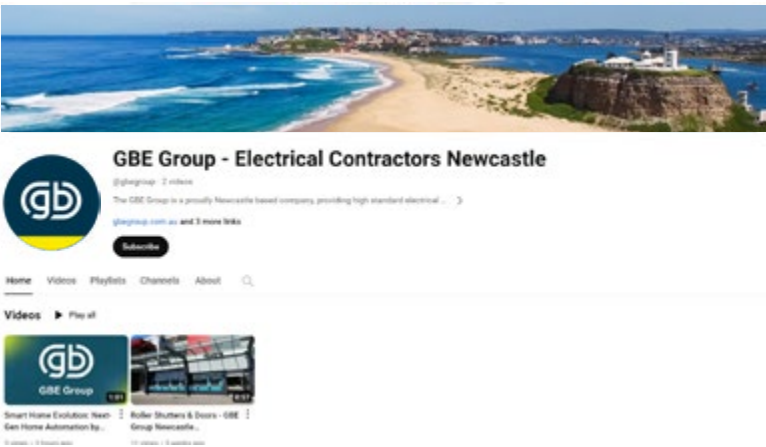 gb
GBE Group - Electrical Contractors Newcastle
@gbegroup 2 videos
The GBE Group is a proudly Newcastle based company, providing high standard electrical ...
gbegroup.com.au and 3 more links
Subscribe
Home Videos Playlists Channels About
Videos Play all
gb
GBE Group
1:01
0:57
Smart Home Evolution: Next-
Gen Home Automation by...
Roller Shutters & Doors - GBE
Group Newcastle...